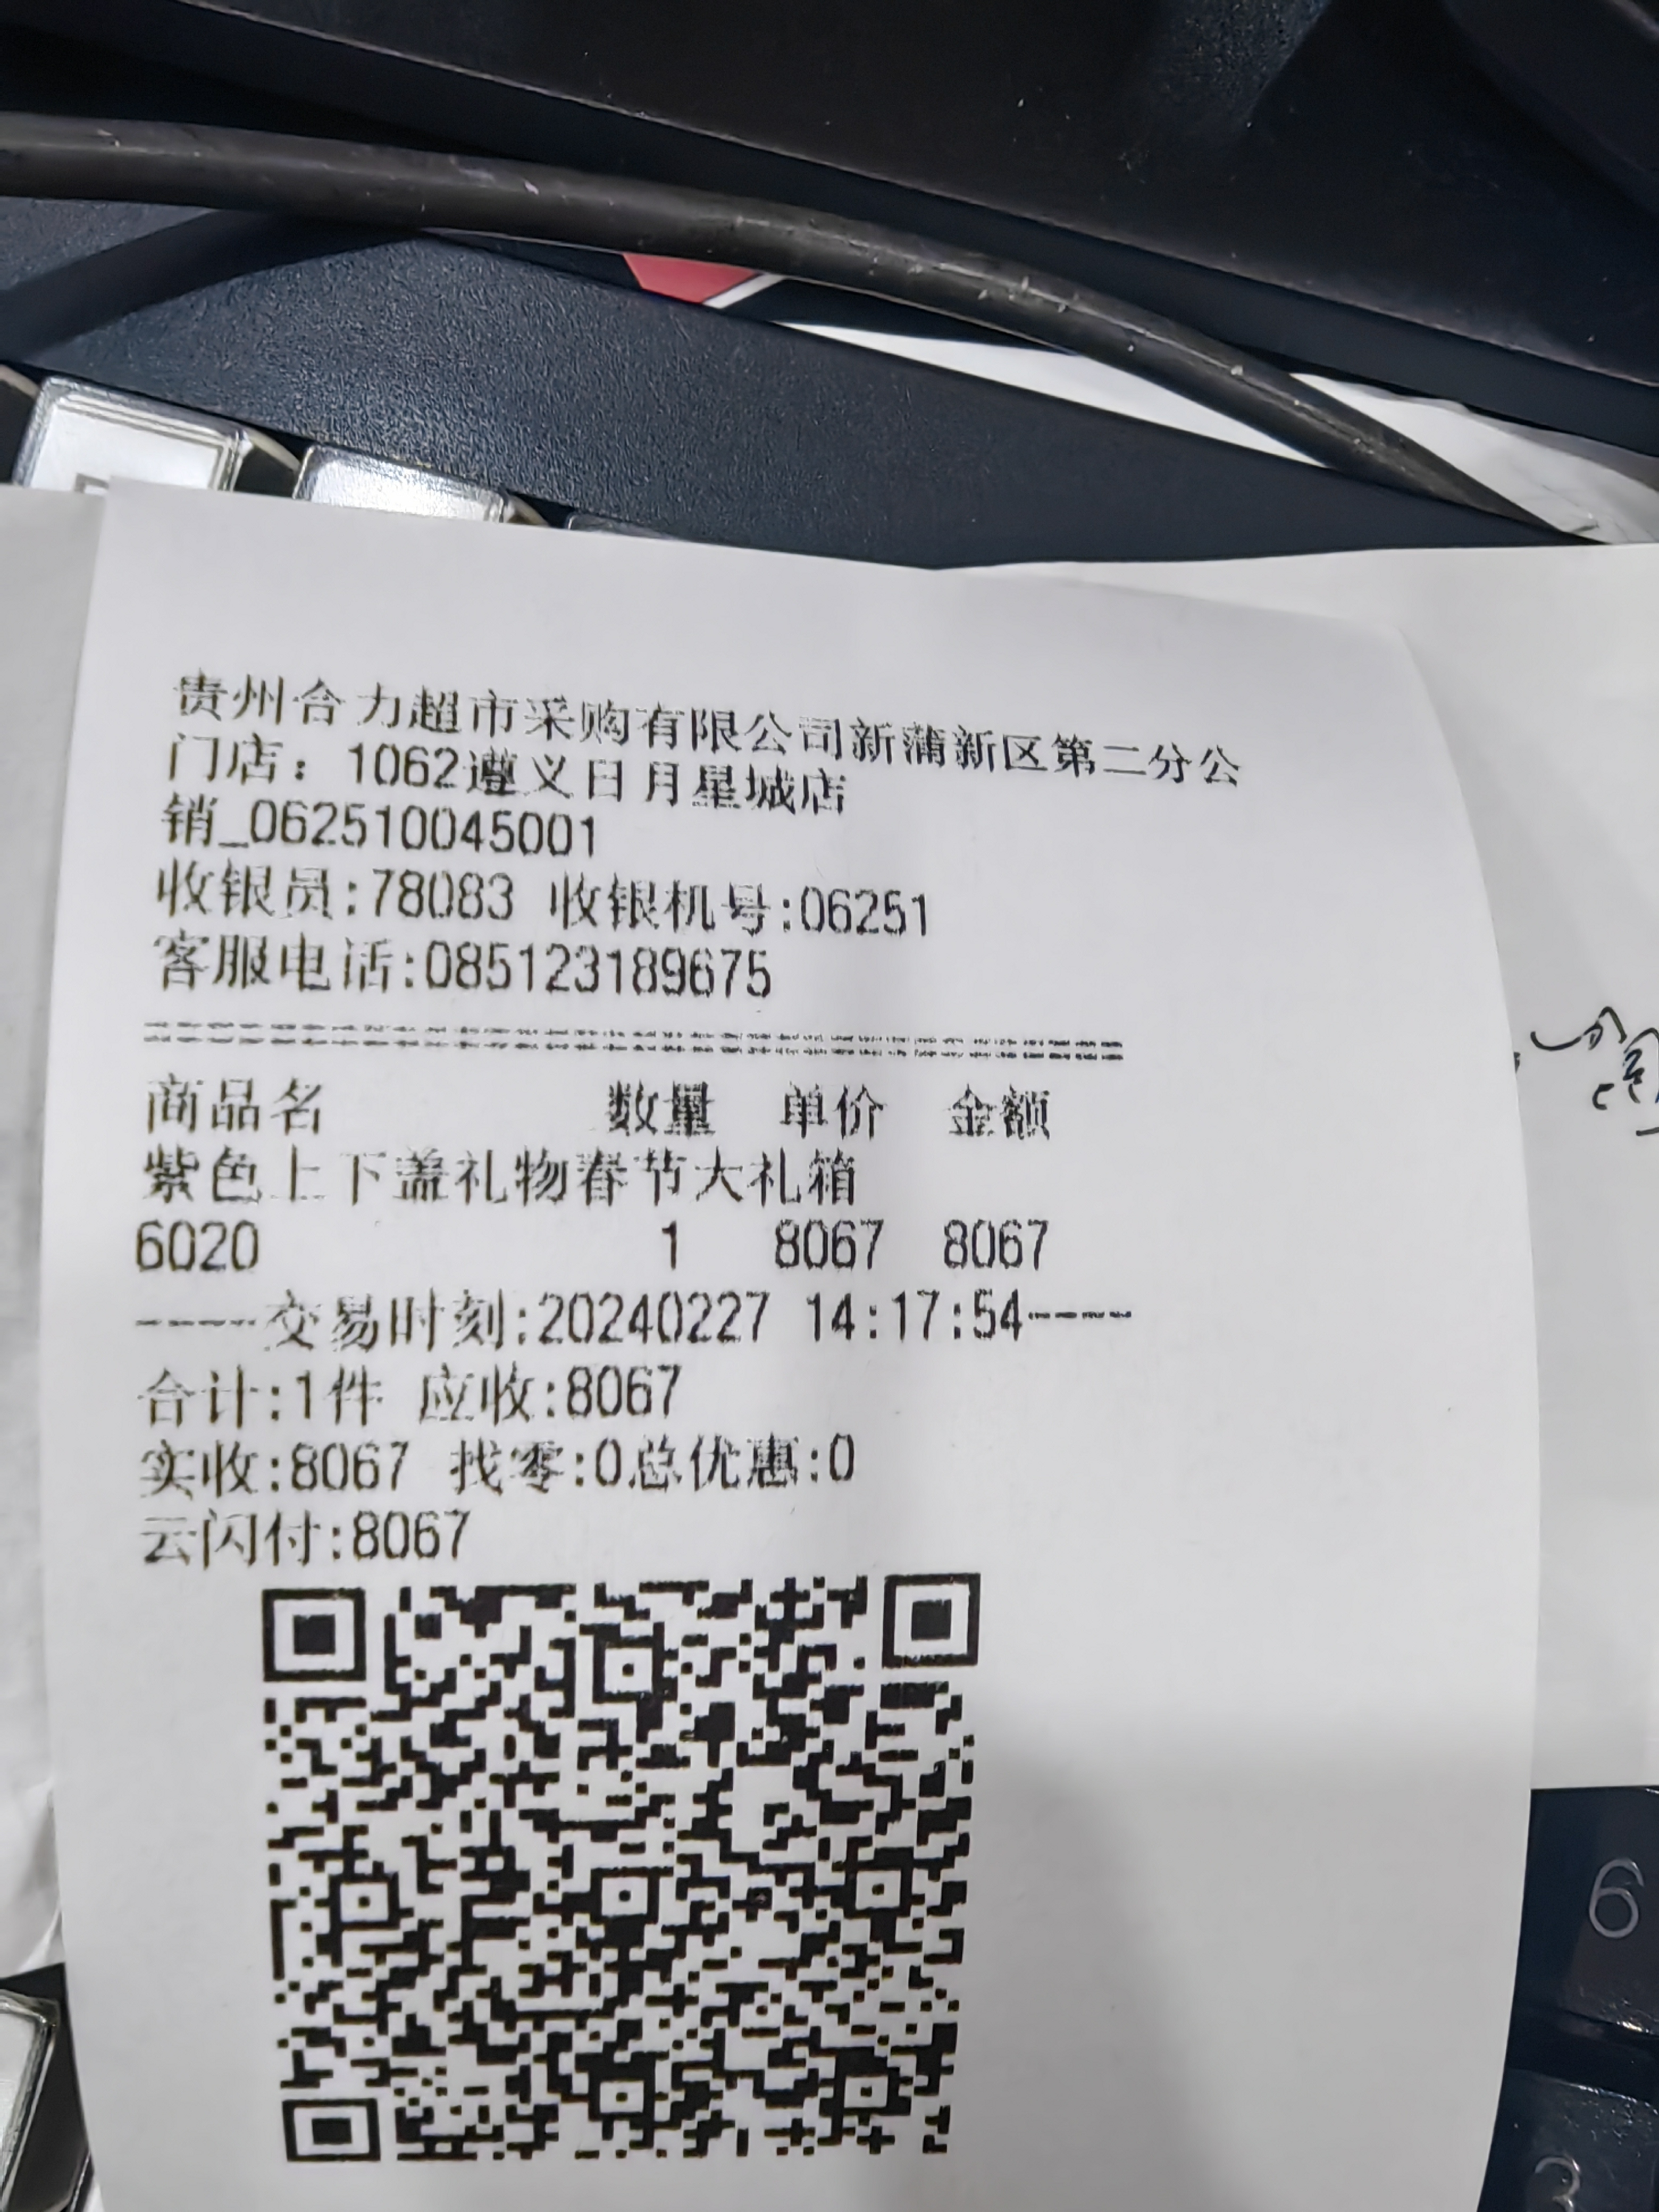 贵州合力超市采购有限公司新蒲新区第二分公
门店：1062遵义日月星城店
销_062510045001
收银员:78083 收银机号:06251
客服电话:085123189675
商品名 数量 单价 金额
紫色上下盖礼物春节大礼箱
6020 1 8067 8067
-----交易时刻:20240227 14:17:54----
合计:1件 应收:8067
实收:8067 找零:0总优惠:0
云闪付:8067
6
3